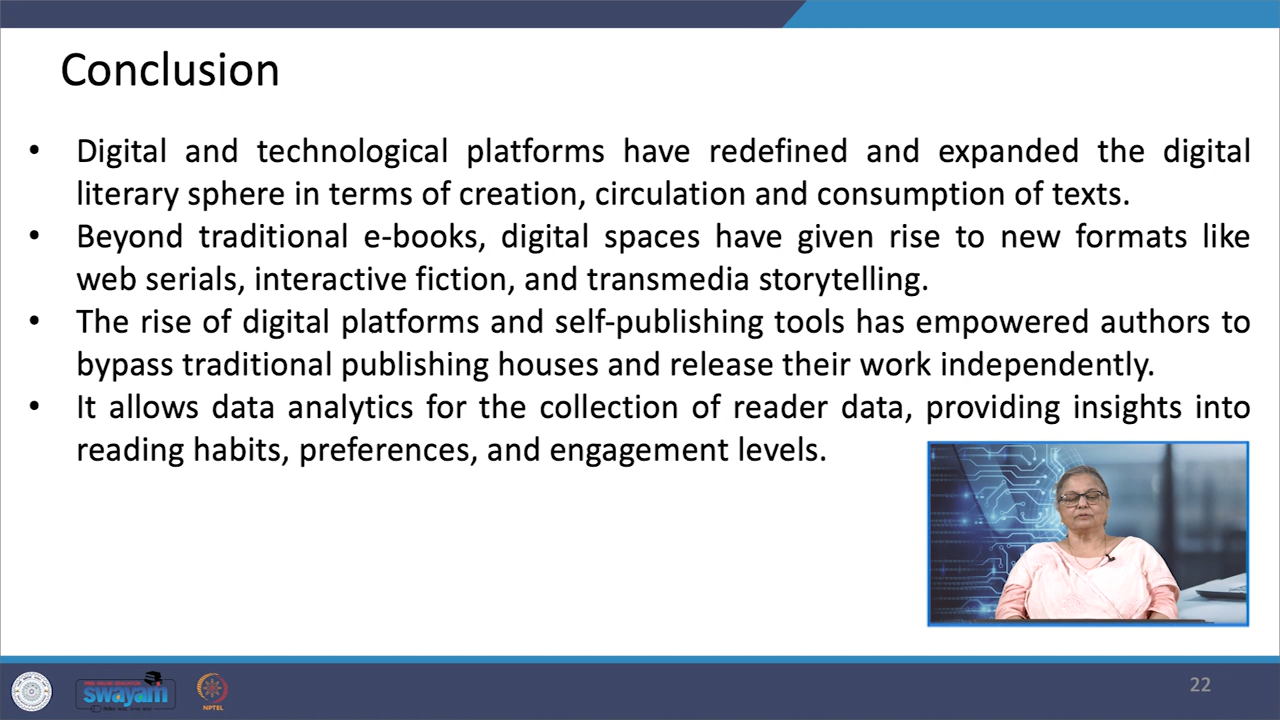 Conclusion
• Digital and technological platforms have redefined and expanded the digital
literary sphere in terms of creation, circulation and consumption of texts.
• Beyond traditional e-books, digital spaces have given rise to new formats like
web serials, interactive fiction, and transmedia storytelling.
• The rise of digital platforms and self-publishing tools has empowered authors to
bypass traditional publishing houses and release their work independently.
• It allows data analytics for the collection of reader data, providing insights into
reading habits, preferences, and engagement levels.
swayam
NPTEL
22